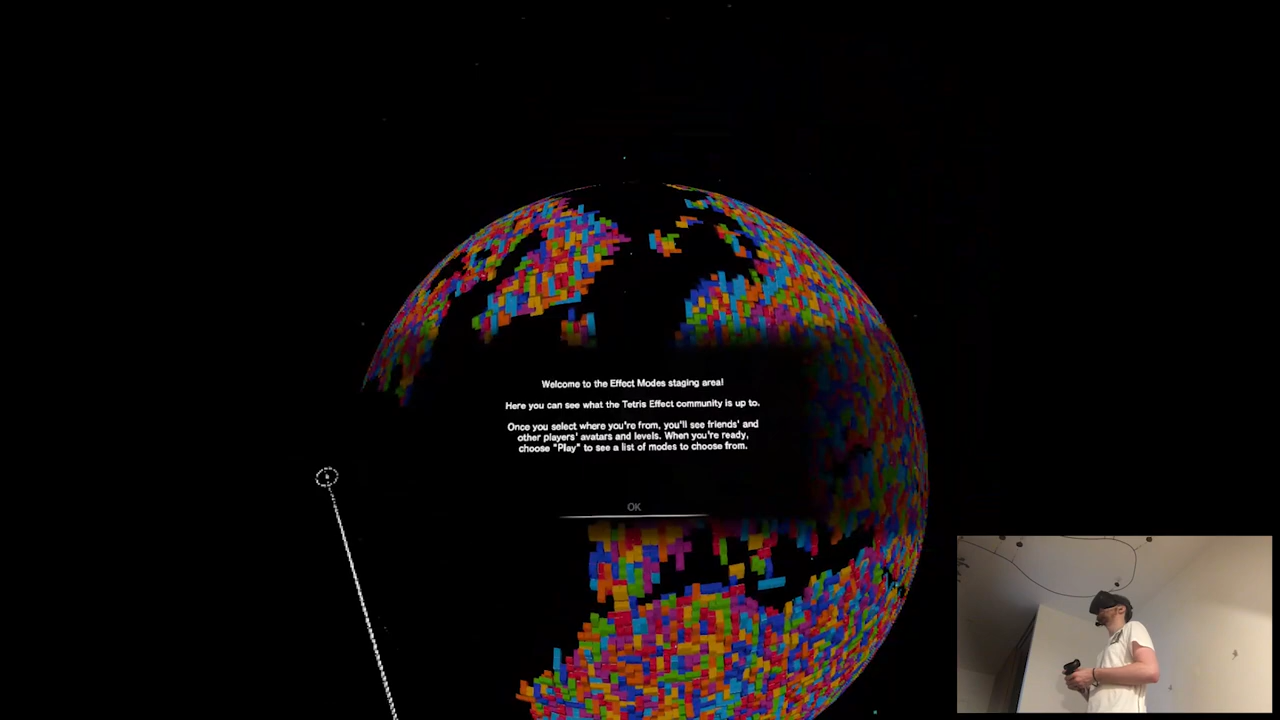 Welcome to the Effect Modes staging area!
Here you can see what the Tetris Effect community is up to.
Once you select where you're from, you'll see friends' and
other players' avatars and levels. When you're ready,
choose "Play" to see a list of modes to choose from.
OK